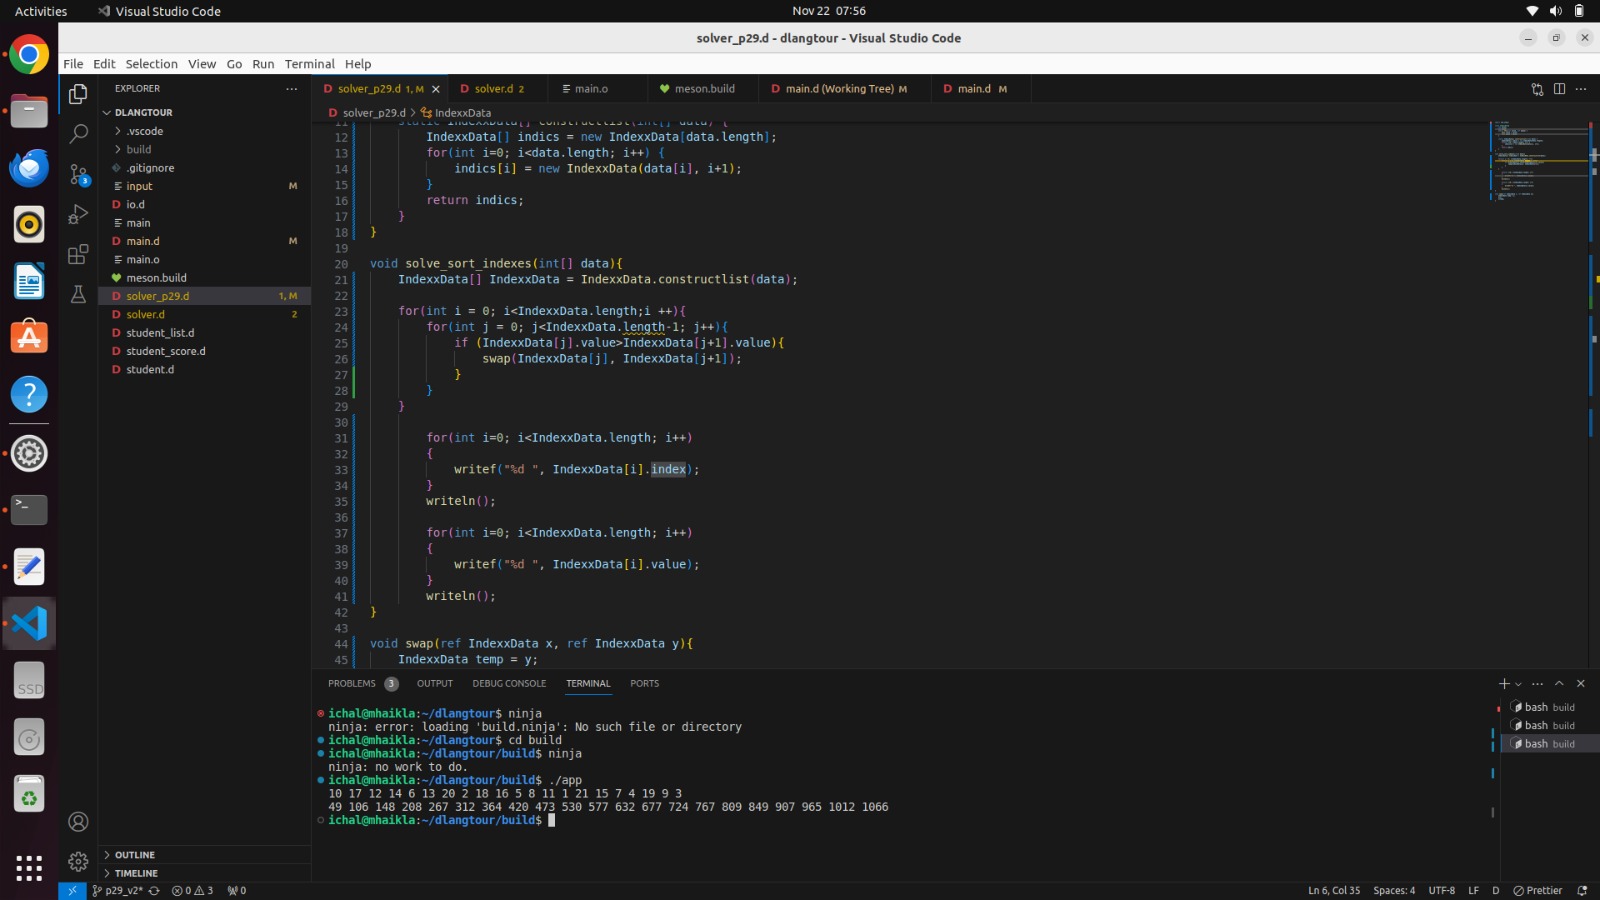 Activities
Visual Studio Code
Nov 22 07:56
solver_p29.d - dlangtour - Visual Studio Code
File Edit Selection View Go Run Terminal Help
EXPLORER
DLANGTOUR
.vscode
build
.gitignore
input M
io.d
main
main.d M
main.o
meson.build
solver_p29.d 1, M
solver.d 2
student_list.d
student_score.d
student.d
OUTLINE
TIMELINE
solver_p29.d 1, M
solver.d 2
main.o
meson.build
main.d (Working Tree) M
main.d M
solver_p29.d > IndexxData
11 static IndexxData[] constructlist(int[] data) {
12 IndexxData[] indics = new IndexxData[data.length];
13 for(int i=0; i<data.length; i++) {
14 indics[i] = new IndexxData(data[i], i+1);
15 }
16 return indics;
17 }
18 }
19
20 void solve_sort_indexes(int[] data){
21 IndexxData[] IndexxData = IndexxData.constructlist(data);
22
23 for(int i = 0; i<IndexxData.length;i ++){
24 for(int j = 0; j<IndexxData.length-1; j++){
25 if (IndexxData[j].value>IndexxData[j+1].value){
26 swap(IndexxData[j], IndexxData[j+1]);
27 }
28 }
29 }
30
31 for(int i=0; i<IndexxData.length; i++)
32 {
33 writef("%d ", IndexxData[i].index);
34 }
35 writeln();
36
37 for(int i=0; i<IndexxData.length; i++)
38 {
39 writef("%d ", IndexxData[i].value);
40 }
41 writeln();
42 }
43
44 void swap(ref IndexxData x, ref IndexxData y){
45 IndexxData temp = y;
PROBLEMS 3 OUTPUT DEBUG CONSOLE TERMINAL PORTS
ichal@mhaikla:~/dlangtour$ ninja
ninja: error: loading 'build.ninja': No such file or directory
ichal@mhaikla:~/dlangtour$ cd build
ichal@mhaikla:~/dlangtour/build$ ninja
ninja: no work to do.
ichal@mhaikla:~/dlangtour/build$ ./app
10 17 12 14 6 13 20 2 18 16 5 8 11 1 21 15 7 4 19 9 3
49 106 148 208 267 312 364 420 473 530 577 632 677 724 767 809 849 907 965 1012 1066
ichal@mhaikla:~/dlangtour/build$
bash build
bash build
bash build
p29_v2* 0 3 0
Ln 6, Col 35 Spaces: 4 UTF-8 LF D Prettier
SSD
3